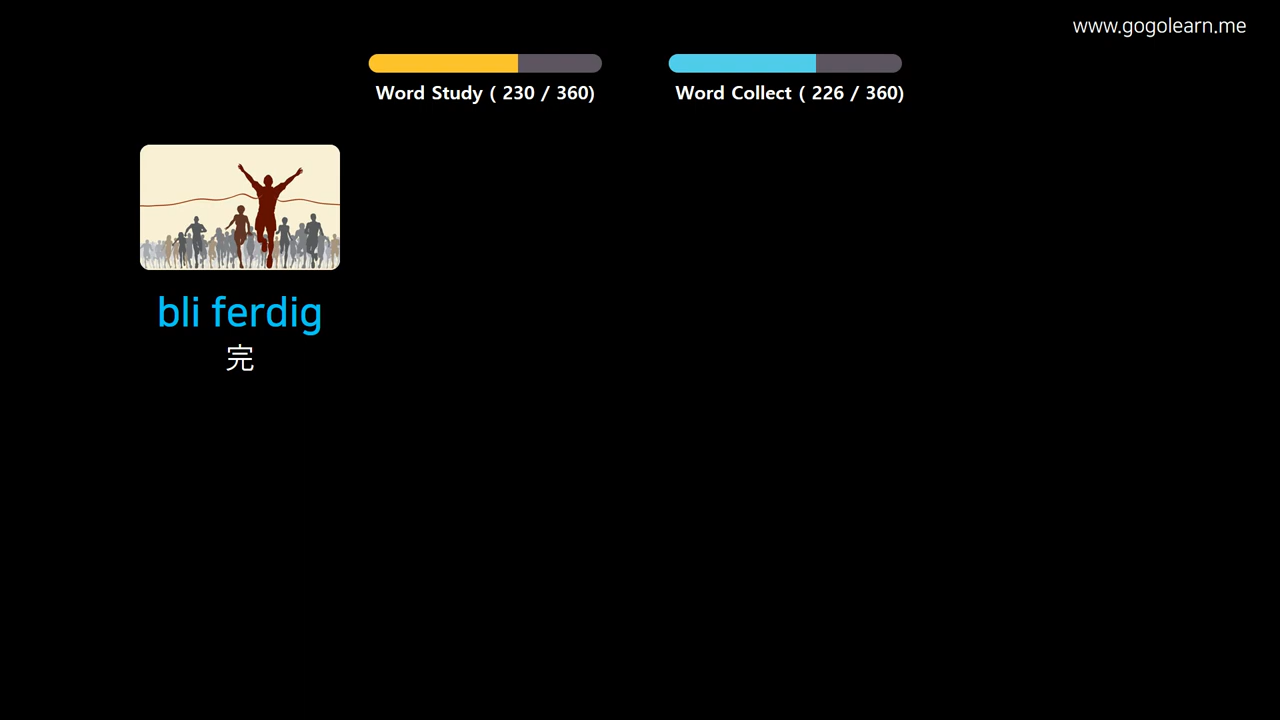 www.gogolearn.me
Word Study ( 230 / 360)
Word Collect ( 226 / 360)
bli ferdig
完